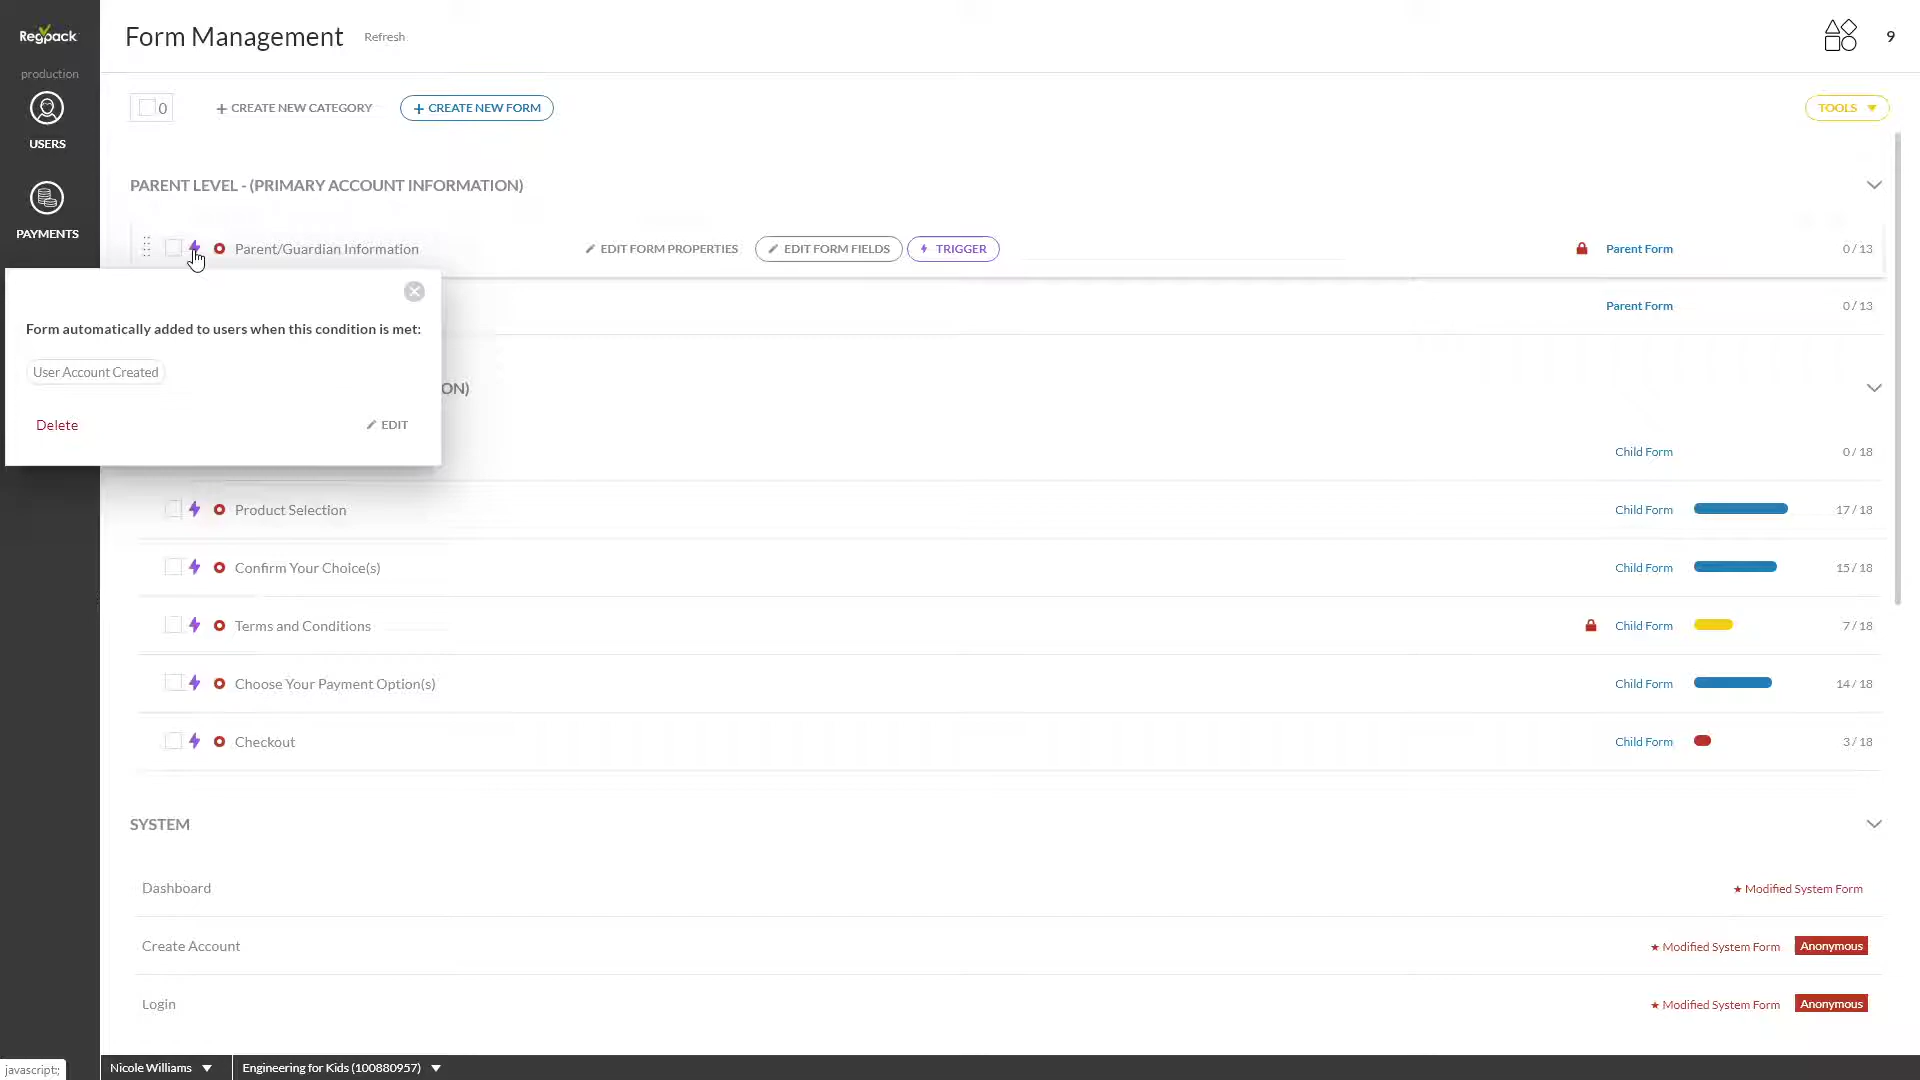 Regpack
Form Management
Refresh
9
production
USERS
PAYMENTS
0
+ CREATE NEW CATEGORY
+ CREATE NEW FORM
TOOLS
PARENT LEVEL - (PRIMARY ACCOUNT INFORMATION)
Parent/Guardian Information
EDIT FORM PROPERTIES
EDIT FORM FIELDS
TRIGGER
Parent Form
0 / 13
Parent Form
0 / 13
Form automatically added to users when this condition is met:
User Account Created
Delete
EDIT
ON)
Child Form
0 / 18
Product Selection
Child Form
17 / 18
Confirm Your Choice(s)
Child Form
15 / 18
Terms and Conditions
Child Form
7 / 18
Choose Your Payment Option(s)
Child Form
14 / 18
Checkout
Child Form
3 / 18
SYSTEM
Dashboard
★ Modified System Form
Create Account
★ Modified System Form
Anonymous
Login
★ Modified System Form
Anonymous
javascript:;
Nicole Williams
Engineering for Kids (100880957)